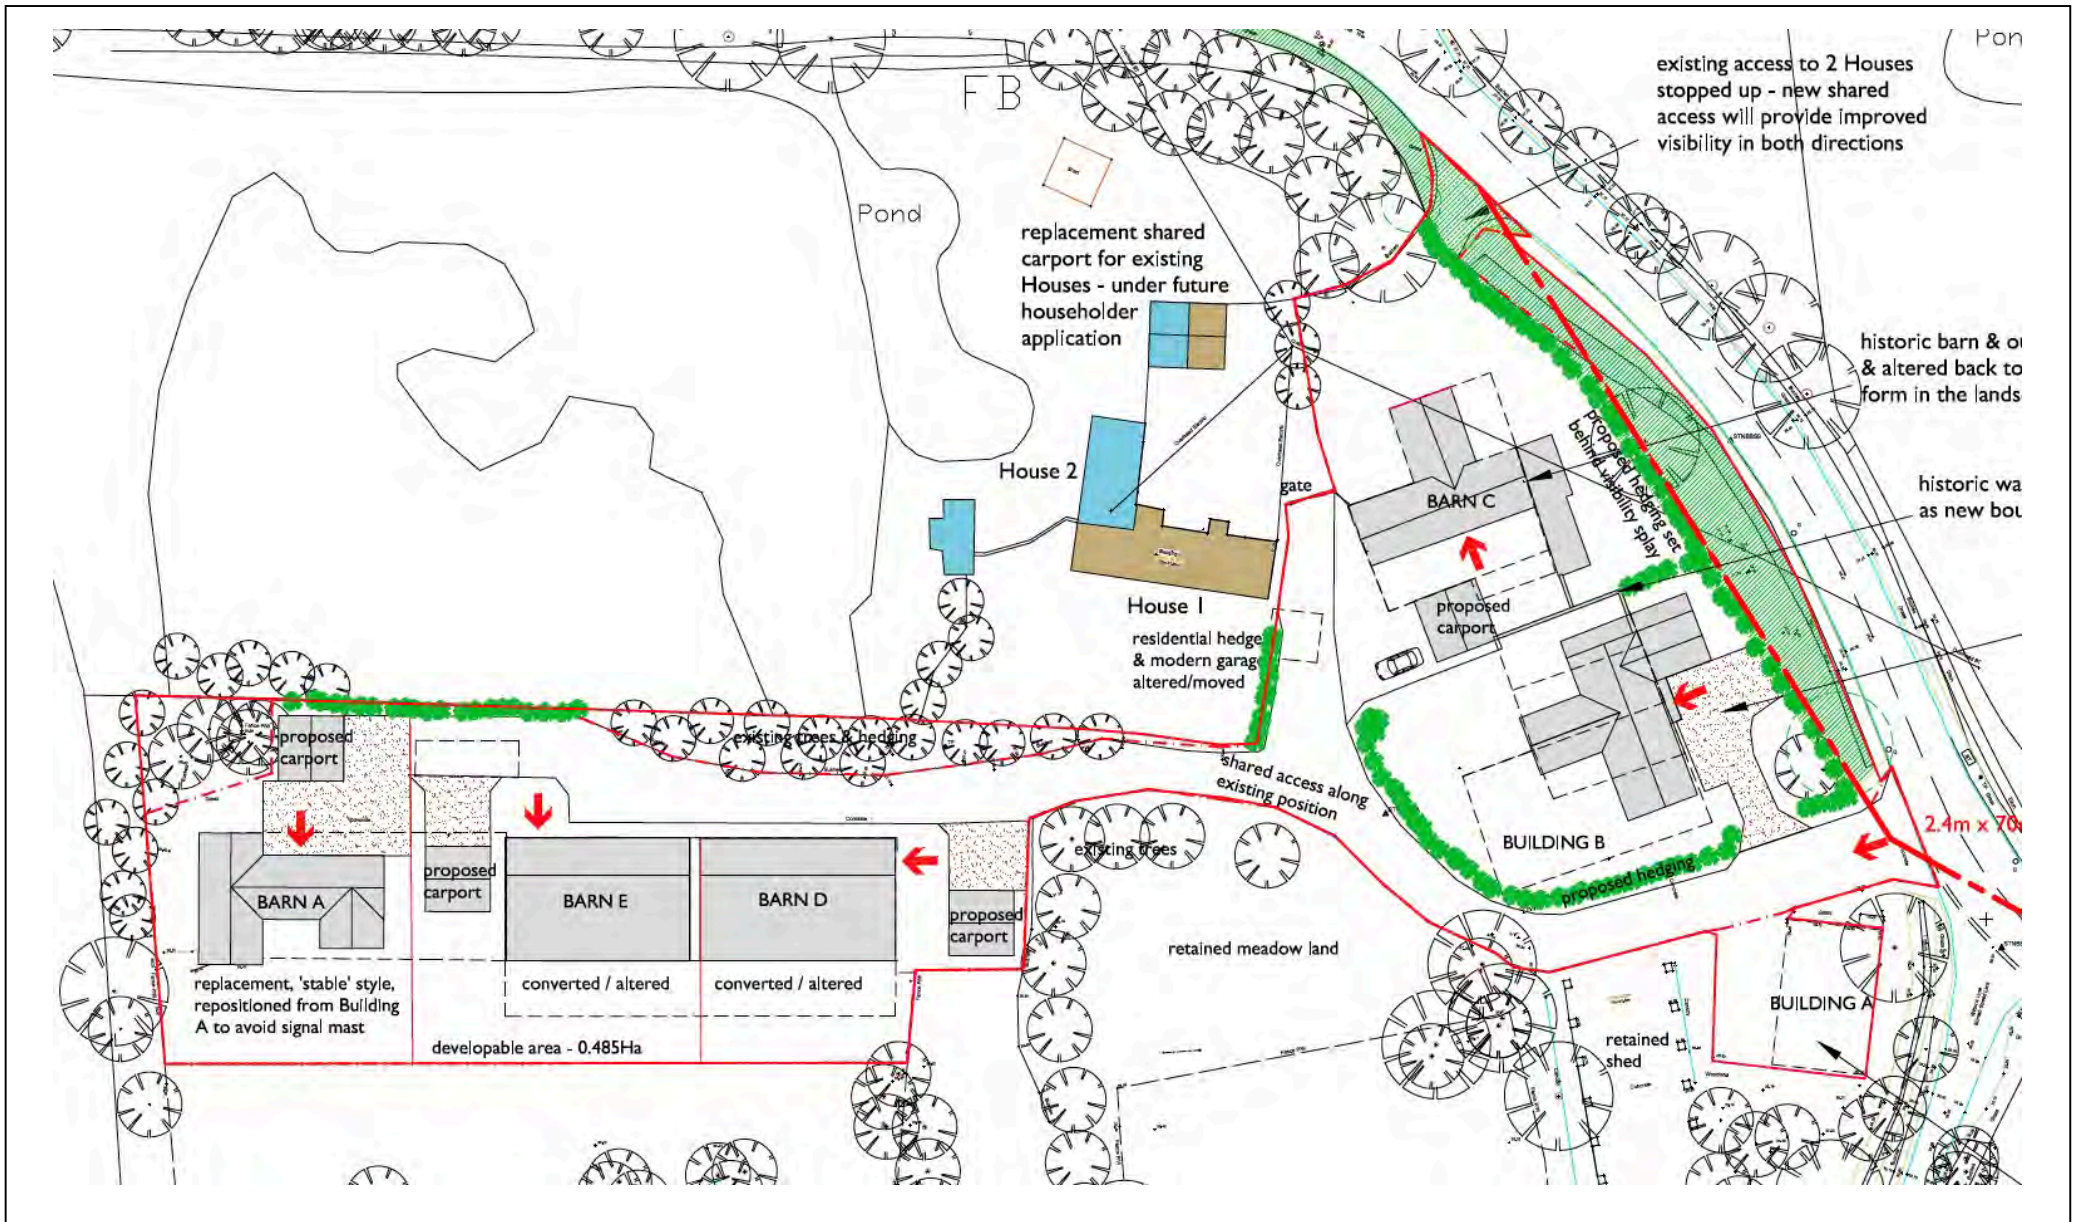 Pon
FB
existing access to 2 Houses
stopped up - new shared
access will provide improved
visibility in both directions
Pond
replacement shared
carport for existing
Houses - under future
householder
application
historic barn & ou
& altered back to
form in the lands
House 2
gate
BARN C
proposed hedging set
behind visibility splay
historic wa
as new bou
House 1
proposed
carport
residential hedge
& modern garag
altered/moved
proposed
carport
existing trees & hedging
shared access along
existing position
2.4m x 70
BUILDING B
existing trees
proposed
carport
proposed hedging
BARN A
BARN E
BARN D
proposed
carport
retained meadow land
replacement, 'stable' style,
repositioned from Building
A to avoid signal mast
converted / altered
converted / altered
BUILDING A
retained
shed
developable area - 0.485Ha